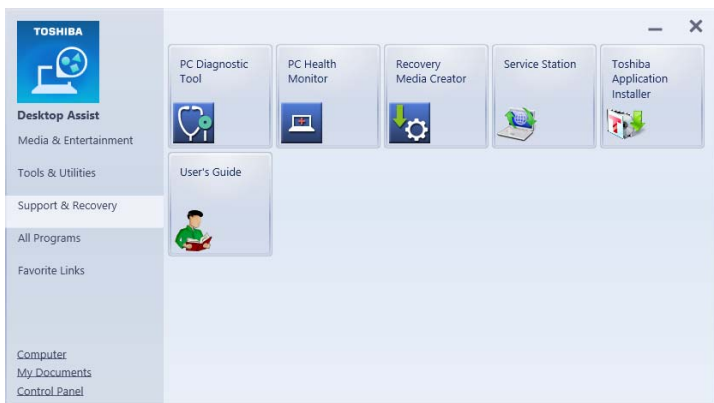 TOSHIBA
Desktop Assist
Media & Entertainment
Tools & Utilities
Support & Recovery
All Programs
Favorite Links
Computer
My Documents
Control Panel
PC Diagnostic
Tool
PC Health
Monitor
Recovery
Media Creator
Service Station
Toshiba
Application
Installer
User's Guide